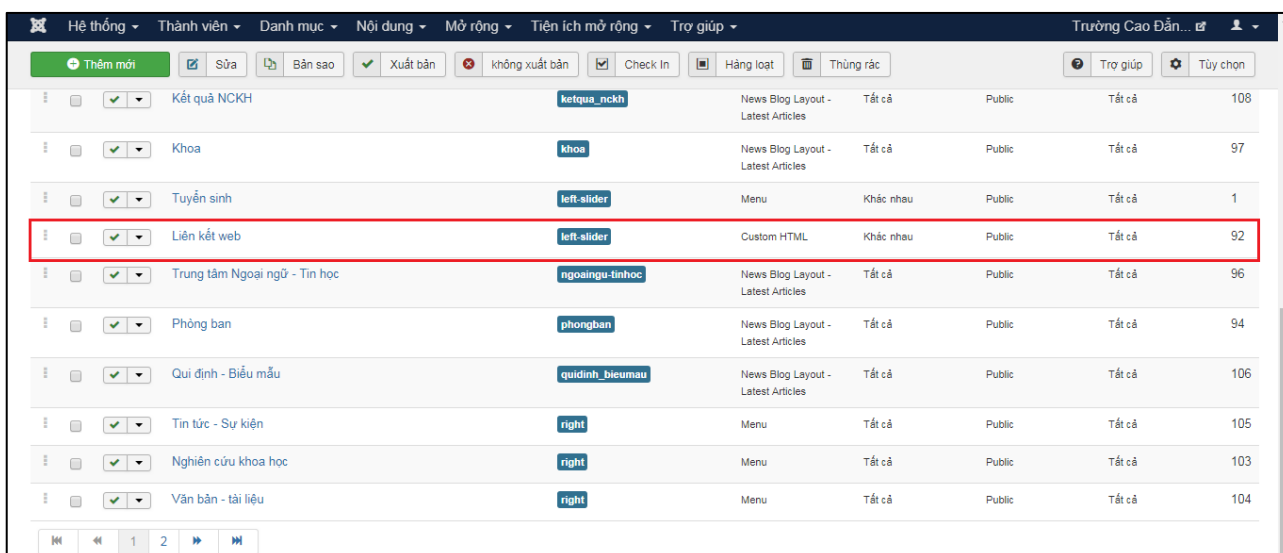 Hệ thống Thành viên Danh mục Nội dung Mở rộng Tiện ích mở rộng Trợ giúp Trường Cao Đẳn...
Thêm mới Sửa Bản sao Xuất bản không xuất bản Check In Hàng loạt Thùng rác Trợ giúp Tùy chọn
Kết quả NCKH ketqua_nckh News Blog Layout - Tất cả Public Tất cả 108
Latest Articles
Khoa khoa News Blog Layout - Tất cả Public Tất cả 97
Latest Articles
Tuyển sinh left-slider Menu Khác nhau Public Tất cả 1
Liên kết web left-slider Custom HTML Khác nhau Public Tất cả 92
Trung tâm Ngoại ngữ - Tin học ngoaingu-tinhoc News Blog Layout - Tất cả Public Tất cả 96
Latest Articles
Phòng ban phongban News Blog Layout - Tất cả Public Tất cả 94
Latest Articles
Qui định - Biểu mẫu quidinh_bieumau News Blog Layout - Tất cả Public Tất cả 106
Latest Articles
Tin tức - Sự kiện right Menu Tất cả Public Tất cả 105
Nghiên cứu khoa học right Menu Tất cả Public Tất cả 103
Văn bản - tài liệu right Menu Tất cả Public Tất cả 104
1 2